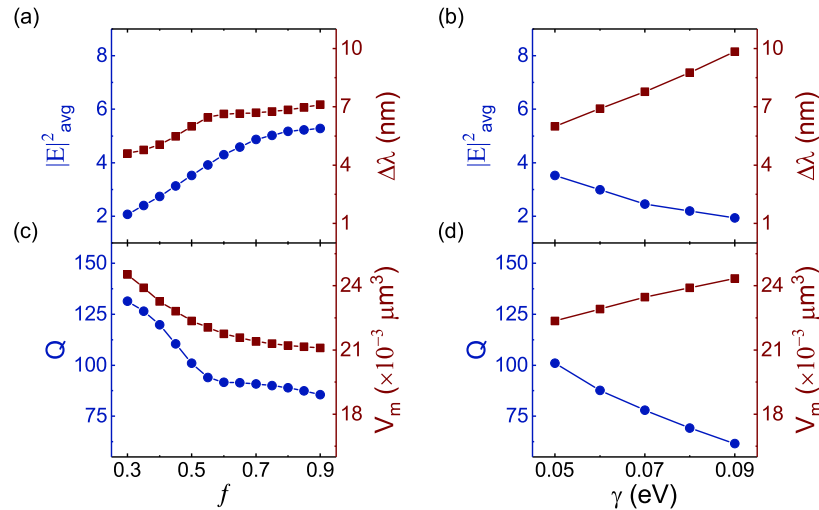 (a)
(b)
8
6
4
2
|E|²avg
10
7
4
1
Δλ (nm)
8
6
4
2
|E|²avg
10
7
4
1
Δλ (nm)
(c)
(d)
150
125
100
75
Q
24
21
18
Vm (×10⁻³ μm³)
150
125
100
75
Q
24
21
18
Vm (×10⁻³ μm³)
0.3 0.5 0.7 0.9
f
0.05 0.07 0.09
γ (eV)